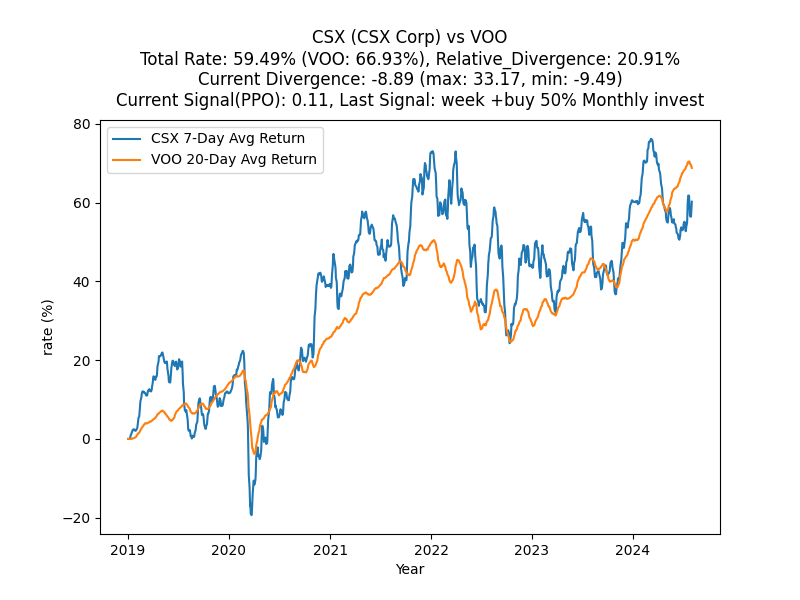 CSX (CSX Corp) vs VOO
Total Rate: 59.49% (VOO: 66.93%), Relative_Divergence: 20.91%
Current Divergence: -8.89 (max: 33.17, min: -9.49)
Current Signal(PPO): 0.11, Last Signal: week +buy 50% Monthly invest
CSX 7-Day Avg Return
VOO 20-Day Avg Return
80
60
40
20
0
−20
rate (%)
2019 2020 2021 2022 2023 2024
Year